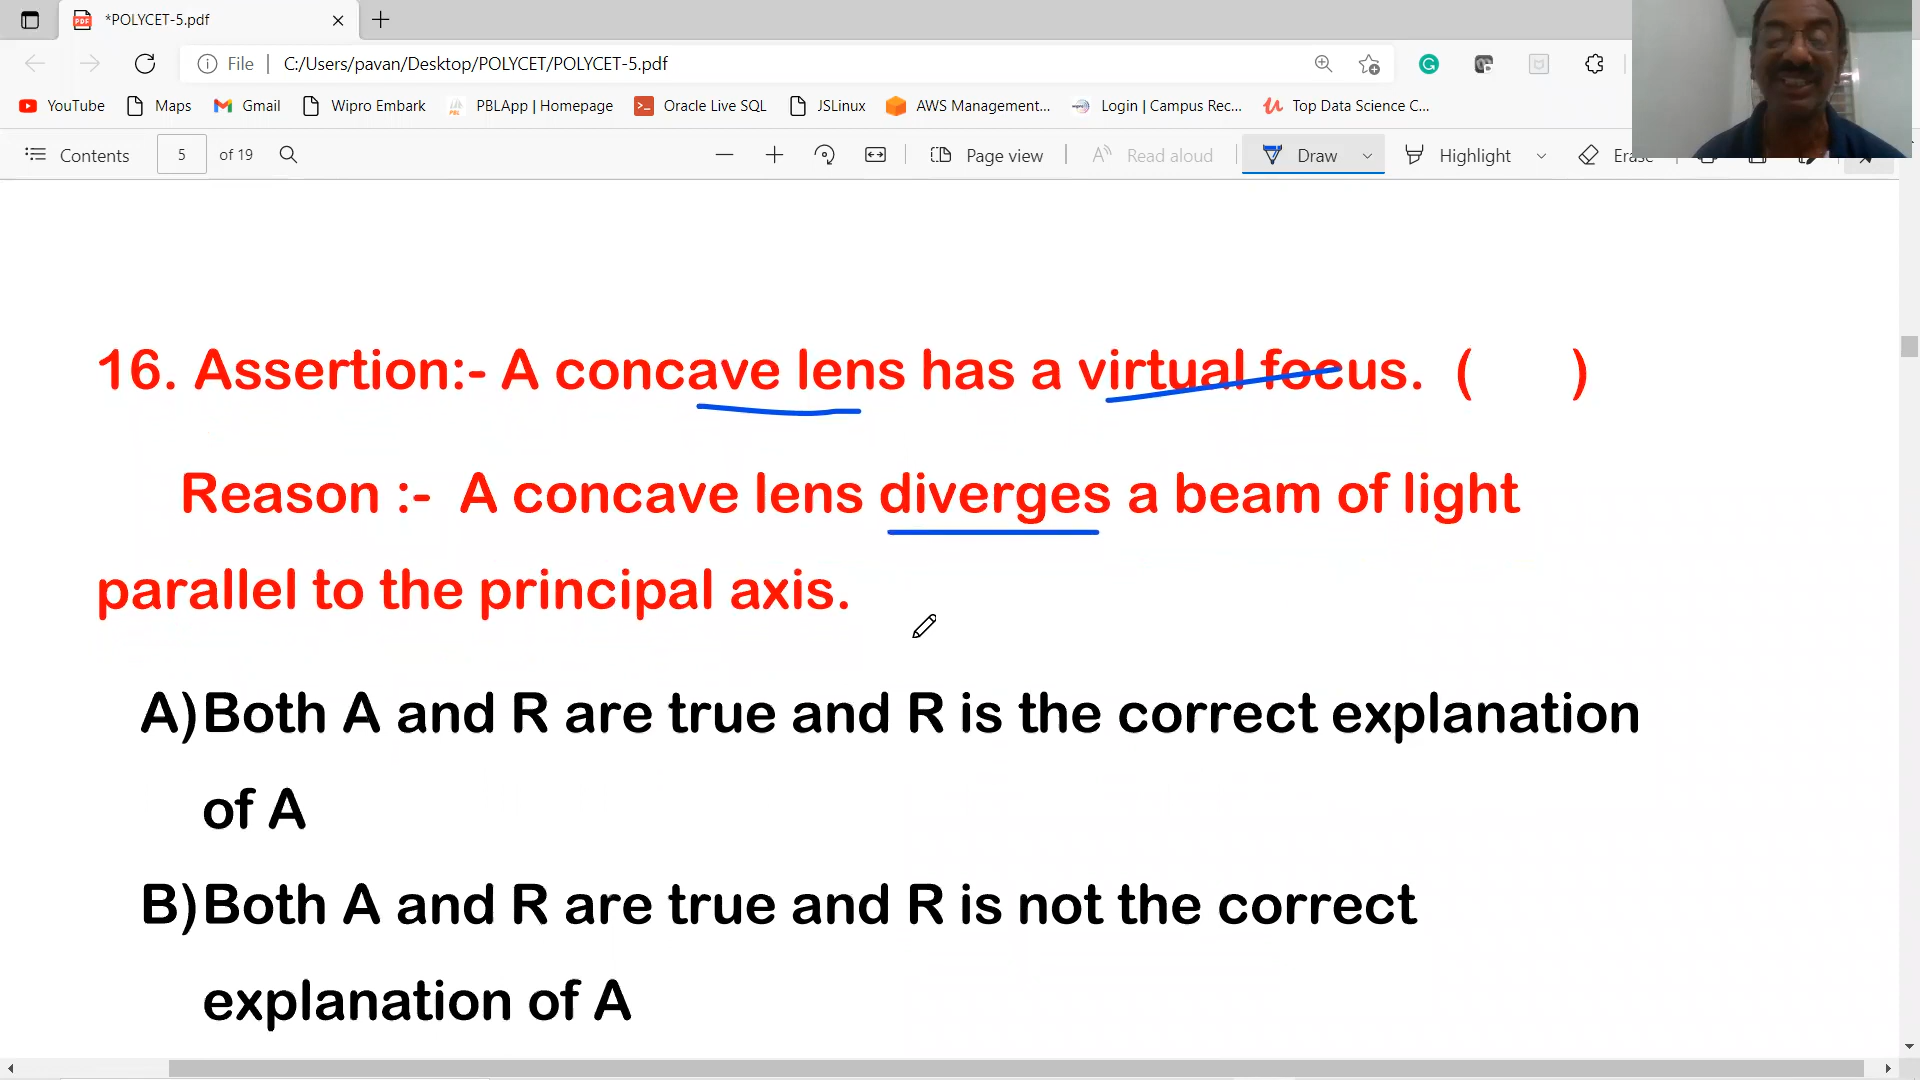 *POLYCET-5.pdf
File C:/Users/pavan/Desktop/POLYCET/POLYCET-5.pdf
YouTube Maps Gmail Wipro Embark PBLApp | Homepage Oracle Live SQL JSLinux AWS Management... Login | Campus Rec... Top Data Science C...
Contents 5 of 19 Page view Read aloud Draw Highlight Erase
16. Assertion:- A concave lens has a virtual focus. ( )
Reason :- A concave lens diverges a beam of light
parallel to the principal axis.
A) Both A and R are true and R is the correct explanation
of A
B) Both A and R are true and R is not the correct
explanation of A